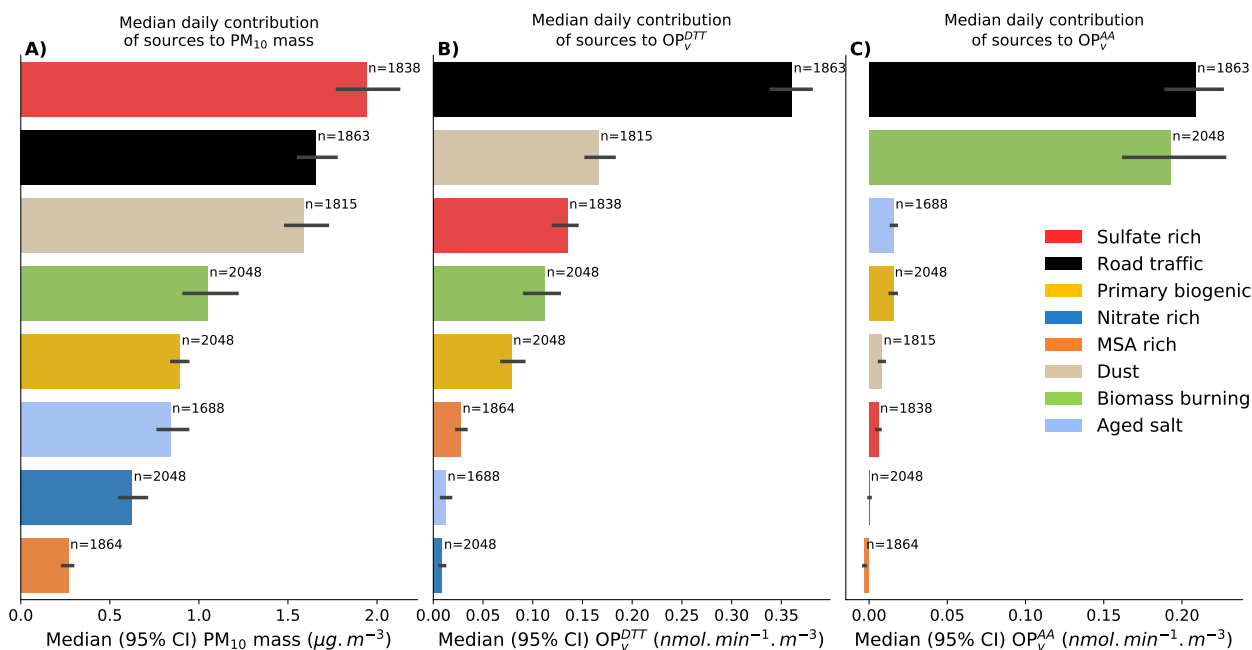 Median daily contribution
of sources to PM₁₀ mass
A)
n=1838
n=1863
n=1815
n=2048
n=2048
n=1688
n=2048
n=1864
0.0 0.5 1.0 1.5 2.0
Median (95% CI) PM₁₀ mass (μg.m⁻³)
Median daily contribution
of sources to OPᵥᴰᵀᵀ
B)
n=1863
n=1815
n=1838
n=2048
n=2048
n=1864
n=1688
n=2048
0.00 0.05 0.10 0.15 0.20 0.25 0.30 0.35
Median (95% CI) OPᵥᴰᵀᵀ (nmol.min⁻¹.m⁻³)
Median daily contribution
of sources to OPᵥᴬᴬ
C)
n=1863
n=2048
n=1688
n=2048
n=1815
n=1838
n=2048
n=1864
Sulfate rich
Road traffic
Primary biogenic
Nitrate rich
MSA rich
Dust
Biomass burning
Aged salt
0.00 0.05 0.10 0.15 0.20
Median (95% CI) OPᵥᴬᴬ (nmol.min⁻¹.m⁻³)